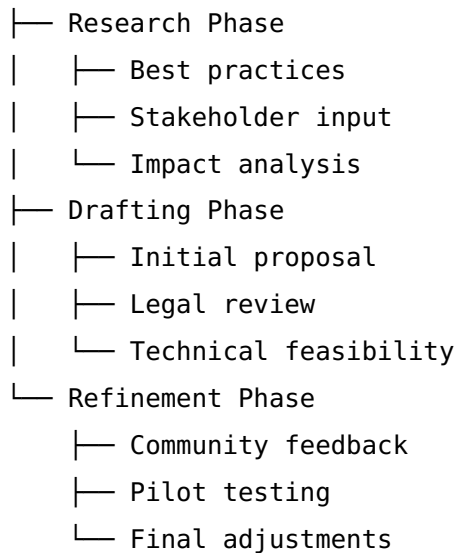 ├── Research Phase
│   ├── Best practices
│   ├── Stakeholder input
│   └── Impact analysis
├── Drafting Phase
│   ├── Initial proposal
│   ├── Legal review
│   └── Technical feasibility
└── Refinement Phase
    ├── Community feedback
    ├── Pilot testing
    └── Final adjustments